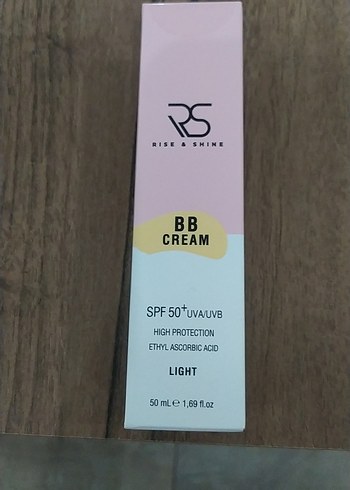 RS
RISE & SHINE
BB
CREAM
SPF 50+ UVA/UVB
HIGH PROTECTION
ETHYL ASCORBIC ACID
LIGHT
50 mL ℮ 1,69 fl.oz